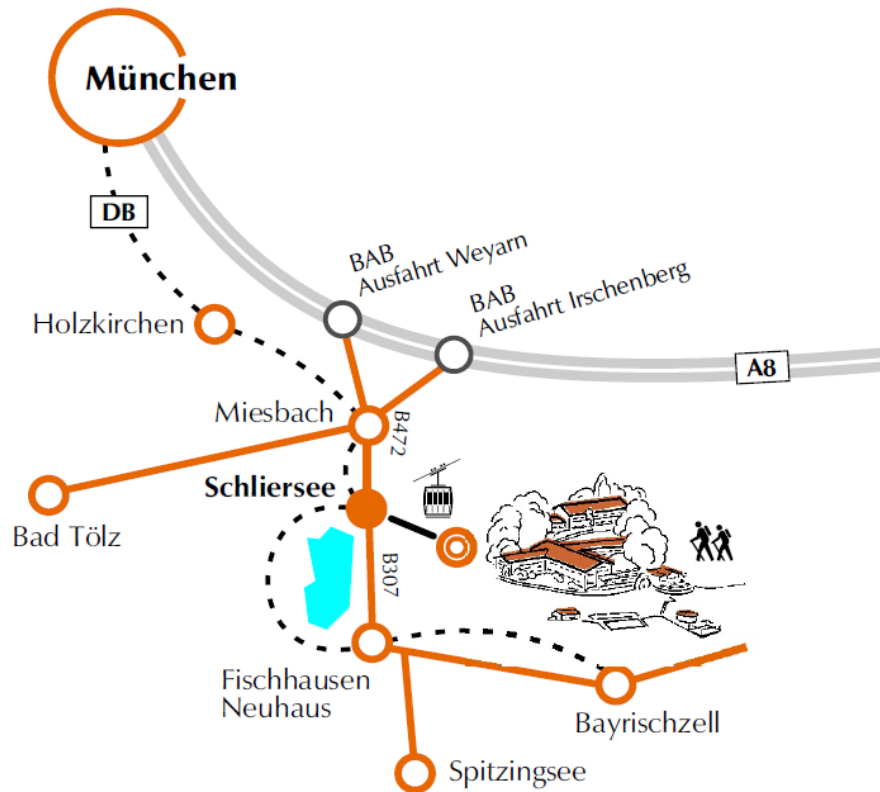 München
DB
BAB
Ausfahrt Weyarn
BAB
Ausfahrt Irschenberg
Holzkirchen
A8
Miesbach
B472
Schliersee
Bad Tölz
B307
Fischhausen
Neuhaus
Bayrischzell
Spitzingsee